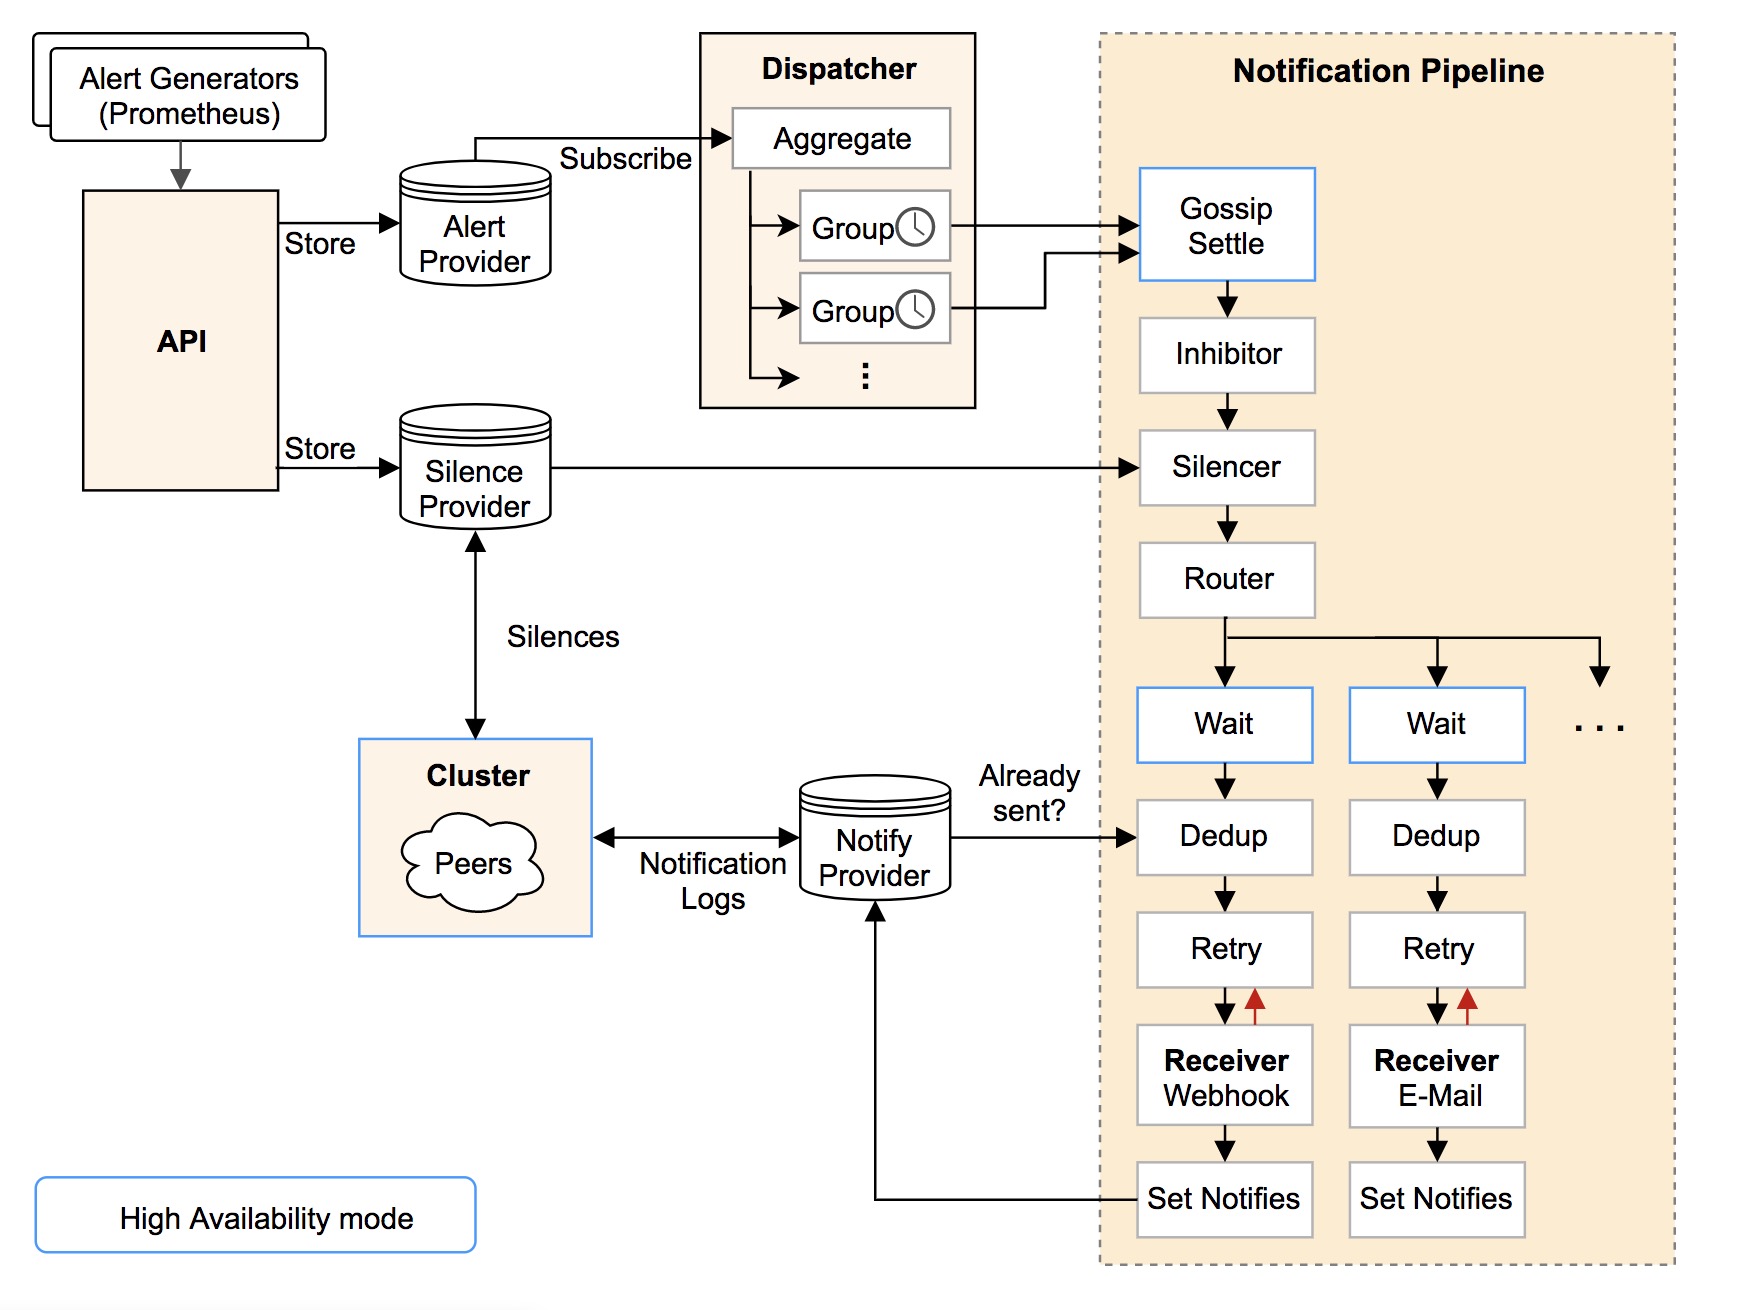 Alert Generators
(Prometheus)
API
Store
Alert
Provider
Subscribe
Dispatcher
Aggregate
Group
Group
Store
Silence
Provider
Silences
Cluster
Peers
Notification
Logs
Notify
Provider
Already
sent?
Notification Pipeline
Gossip
Settle
Inhibitor
Silencer
Router
Wait
Wait
. . .
Dedup
Dedup
Retry
Retry
Receiver
Webhook
Receiver
E-Mail
Set Notifies
Set Notifies
High Availability mode